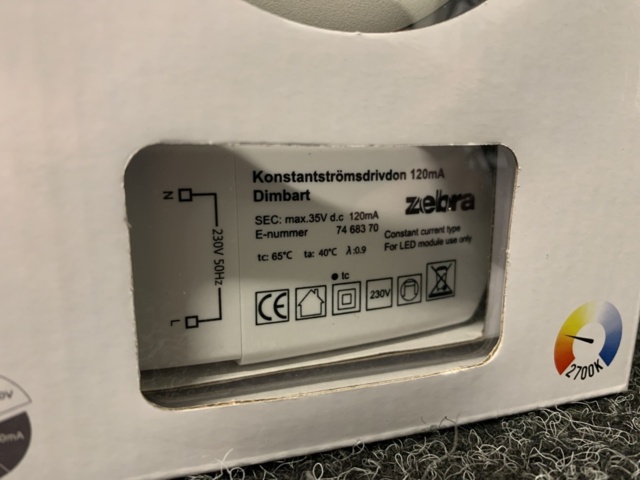 Konstantströmsdrivdon 120mA
Dimbart
zebra
SEC: max.35V d.c 120mA
E-nummer 74 683 70
Constant current type
For LED module use only
tc: 65℃ ta: 40℃ λ:0.9
tc
CE
230V
N
230V 50Hz
L
2700K